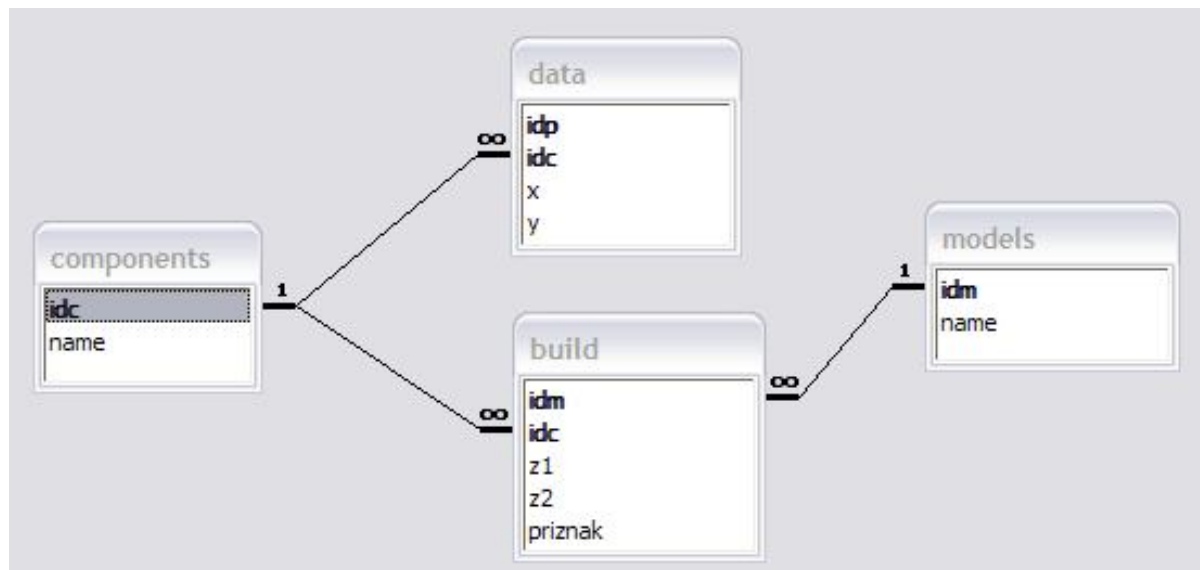 data
idp
idc
x
y
components
idc
name
1
∞
∞
build
idm
idc
z1
z2
priznak
∞
1
models
idm
name